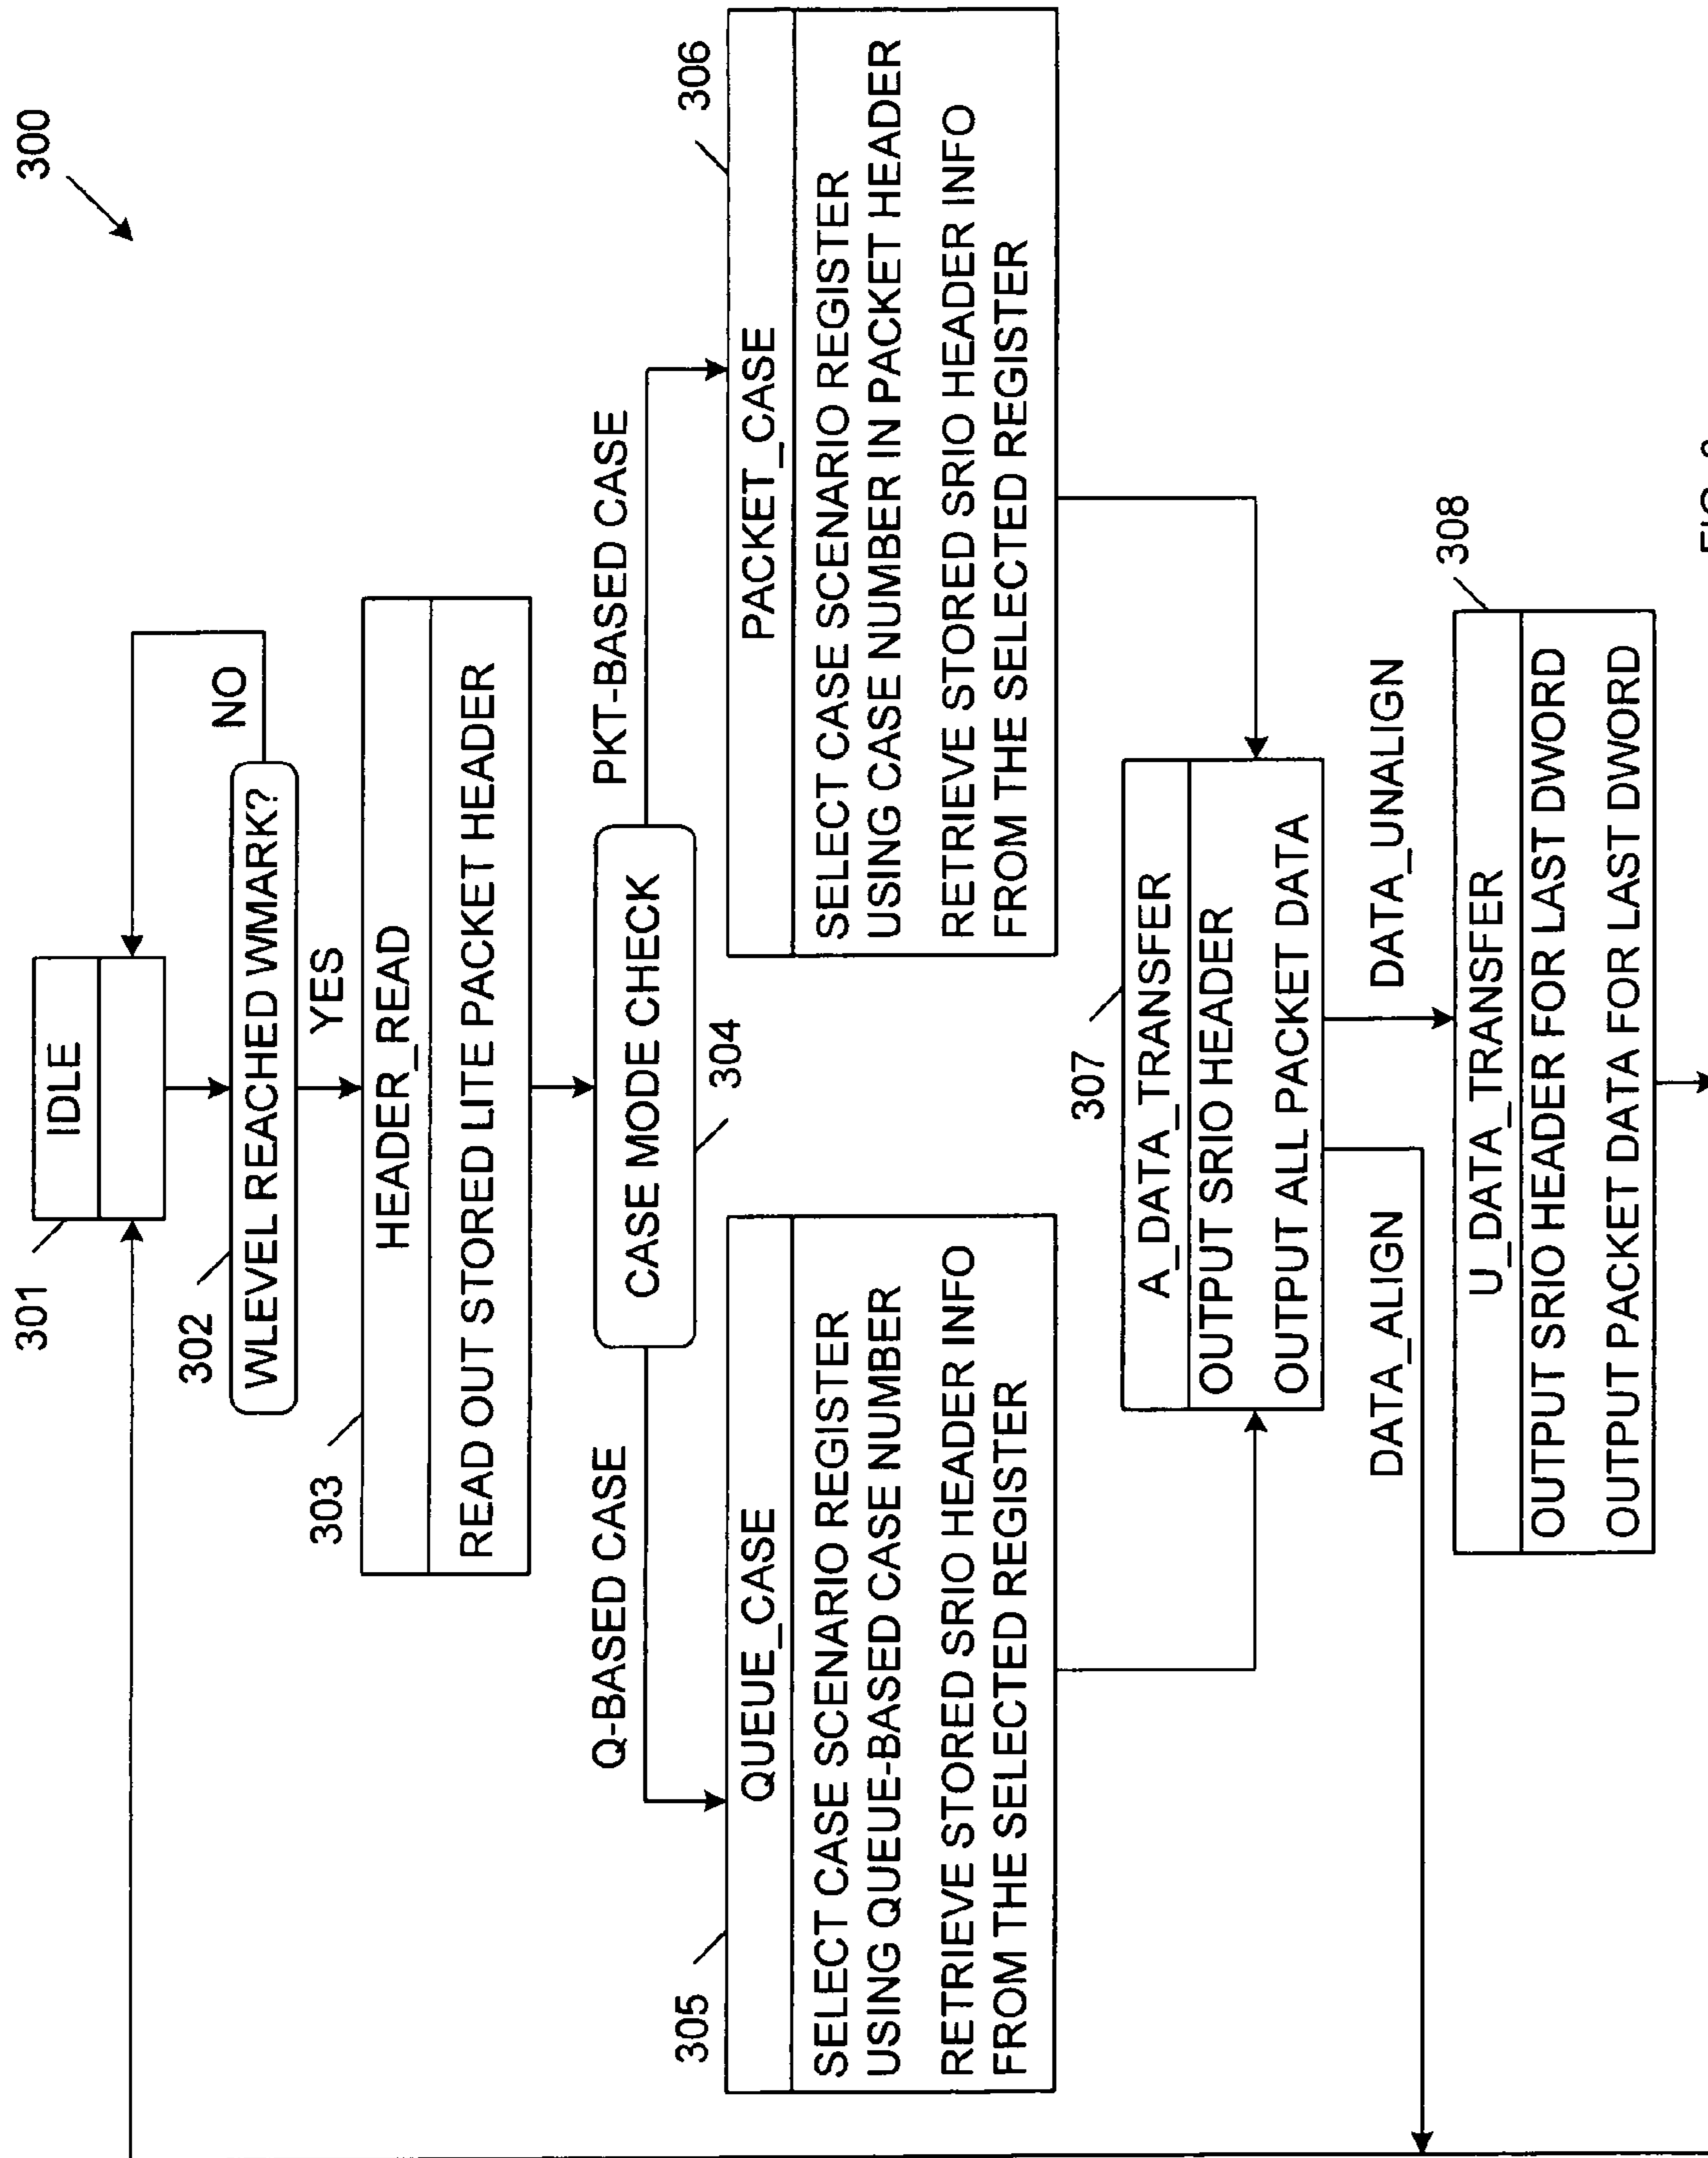 300
301
IDLE
302
WLEVEL REACHED WMARK?
NO
YES
303
HEADER_READ
READ OUT STORED LITE PACKET HEADER
CASE MODE CHECK
304
Q-BASED CASE
PKT-BASED CASE
305
QUEUE_CASE
SELECT CASE SCENARIO REGISTER
USING QUEUE-BASED CASE NUMBER
RETRIEVE STORED SRIO HEADER INFO
FROM THE SELECTED REGISTER
306
PACKET_CASE
SELECT CASE SCENARIO REGISTER
USING CASE NUMBER IN PACKET HEADER
RETRIEVE STORED SRIO HEADER INFO
FROM THE SELECTED REGISTER
307
A_DATA_TRANSFER
OUTPUT SRIO HEADER
OUTPUT ALL PACKET DATA
DATA_ALIGN
DATA_UNALIGN
308
U_DATA_TRANSFER
OUTPUT SRIO HEADER FOR LAST DWORD
OUTPUT PACKET DATA FOR LAST DWORD